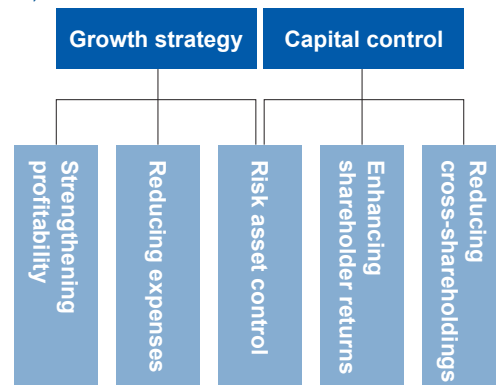 Growth strategy
Capital control
Strengthening
profitability
Reducing expenses
Risk asset control
Enhancing
shareholder returns
Reducing
cross-shareholdings